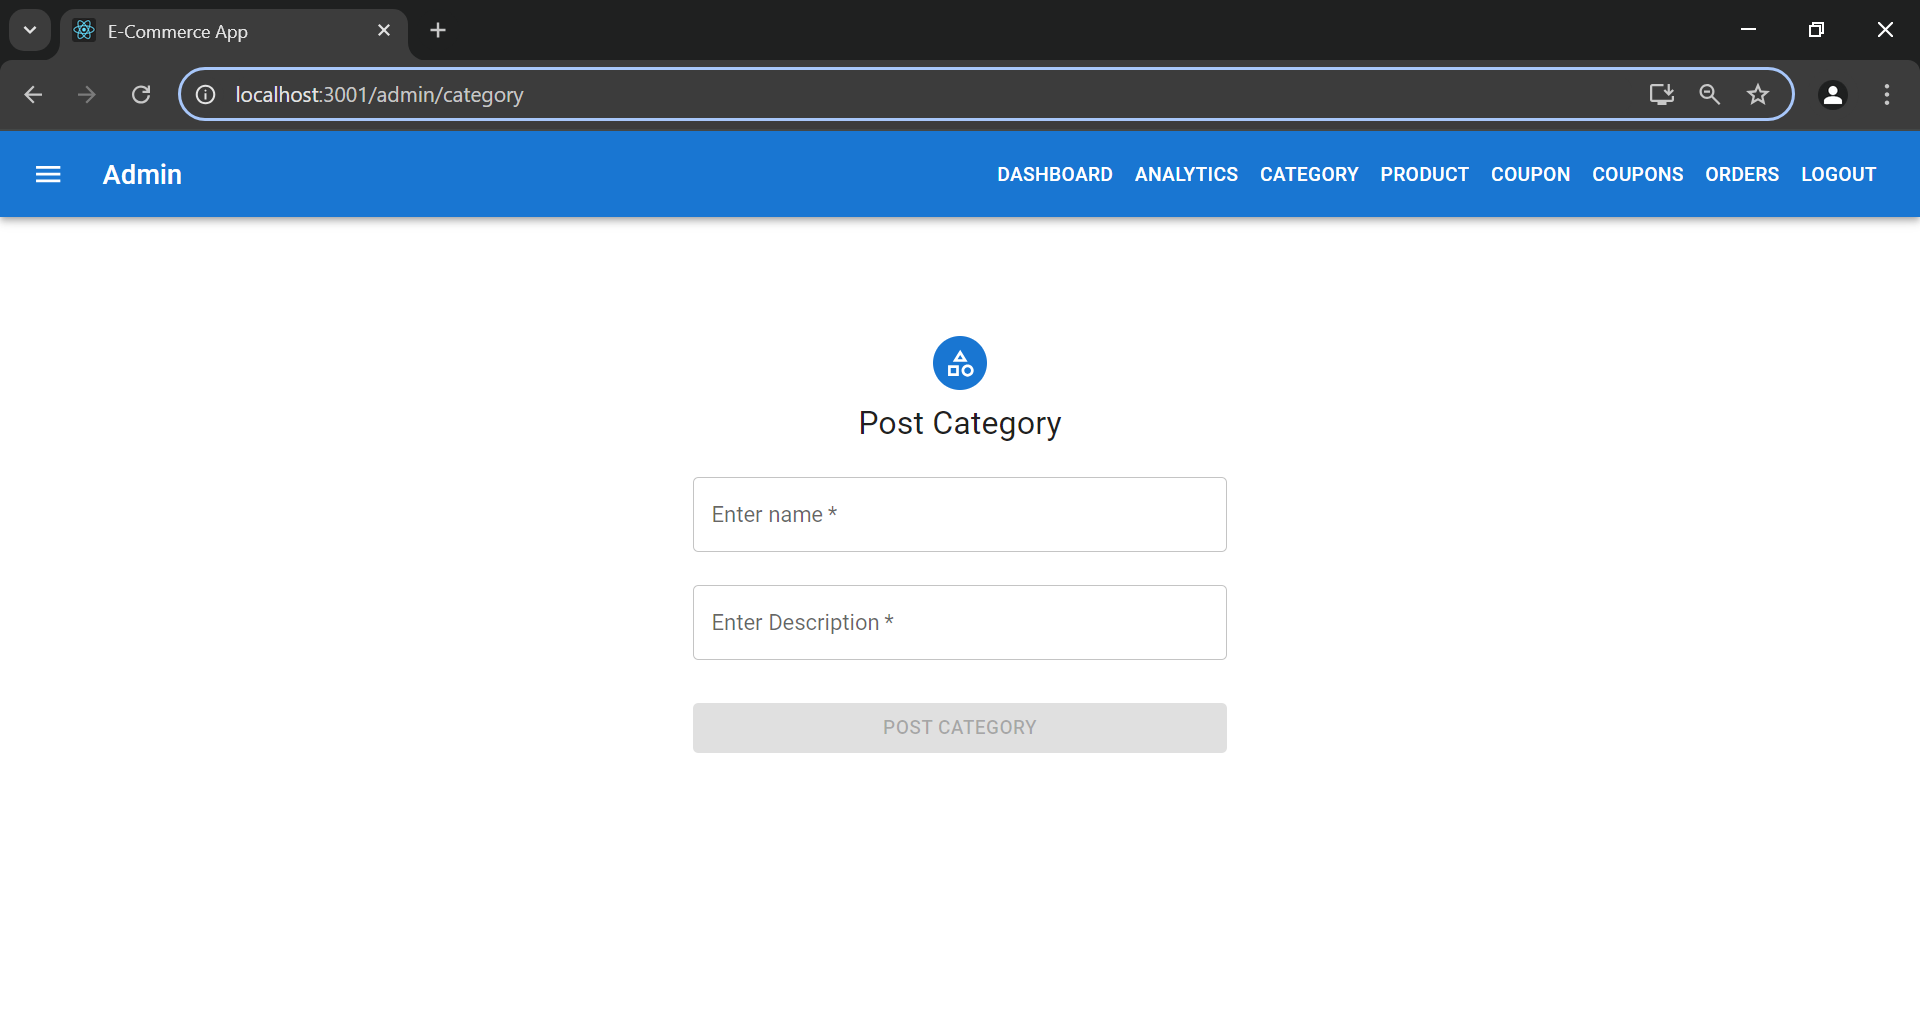 E-Commerce App
localhost:3001/admin/category
Admin DASHBOARD ANALYTICS CATEGORY PRODUCT COUPON COUPONS ORDERS LOGOUT
Post Category
Enter name *
Enter Description *
POST CATEGORY